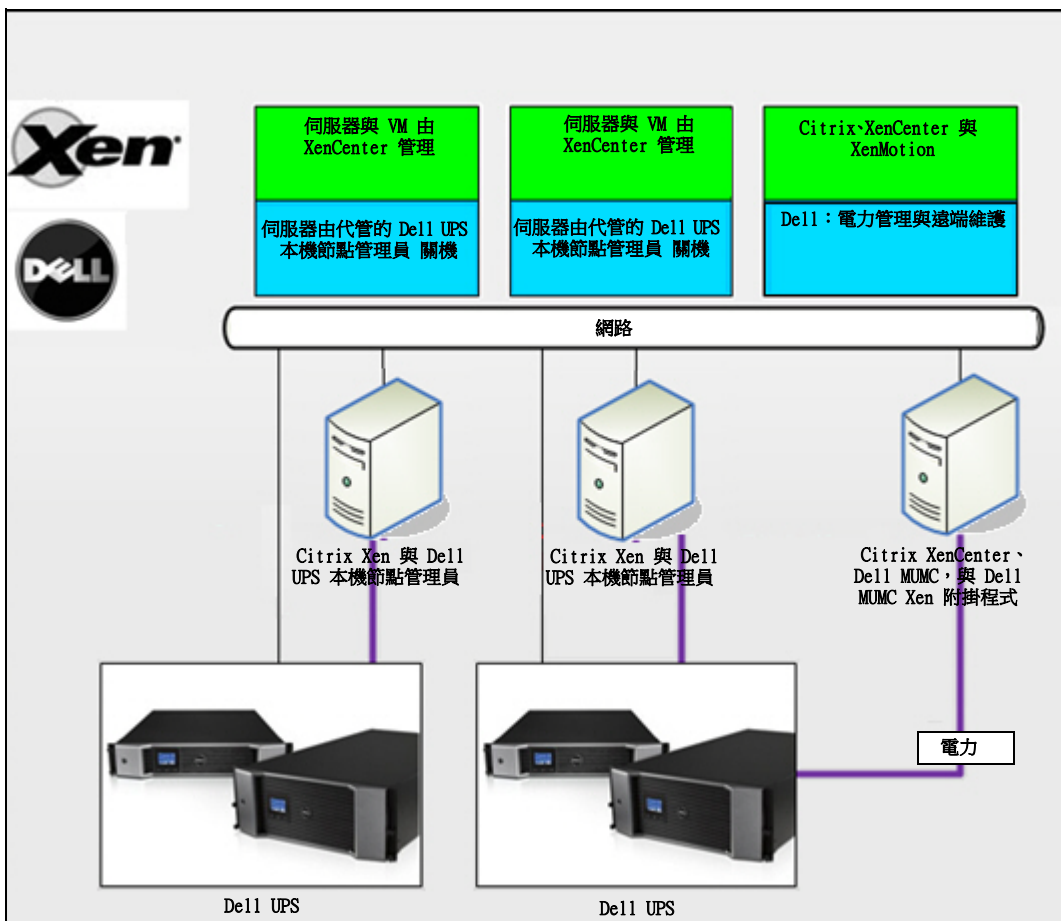 Xen
DELL
伺服器與 VM 由
XenCenter 管理
伺服器由代管的 Dell UPS
本機節點管理員 關機
伺服器與 VM 由
XenCenter 管理
伺服器由代管的 Dell UPS
本機節點管理員 關機
Citrix、XenCenter 與
XenMotion
Dell：電力管理與遠端維護
網路
Citrix Xen 與 Dell
UPS 本機節點管理員
Citrix Xen 與 Dell
UPS 本機節點管理員
Citrix XenCenter、
Dell MUMC，與 Dell
MUMC Xen 附掛程式
電力
Dell UPS
Dell UPS